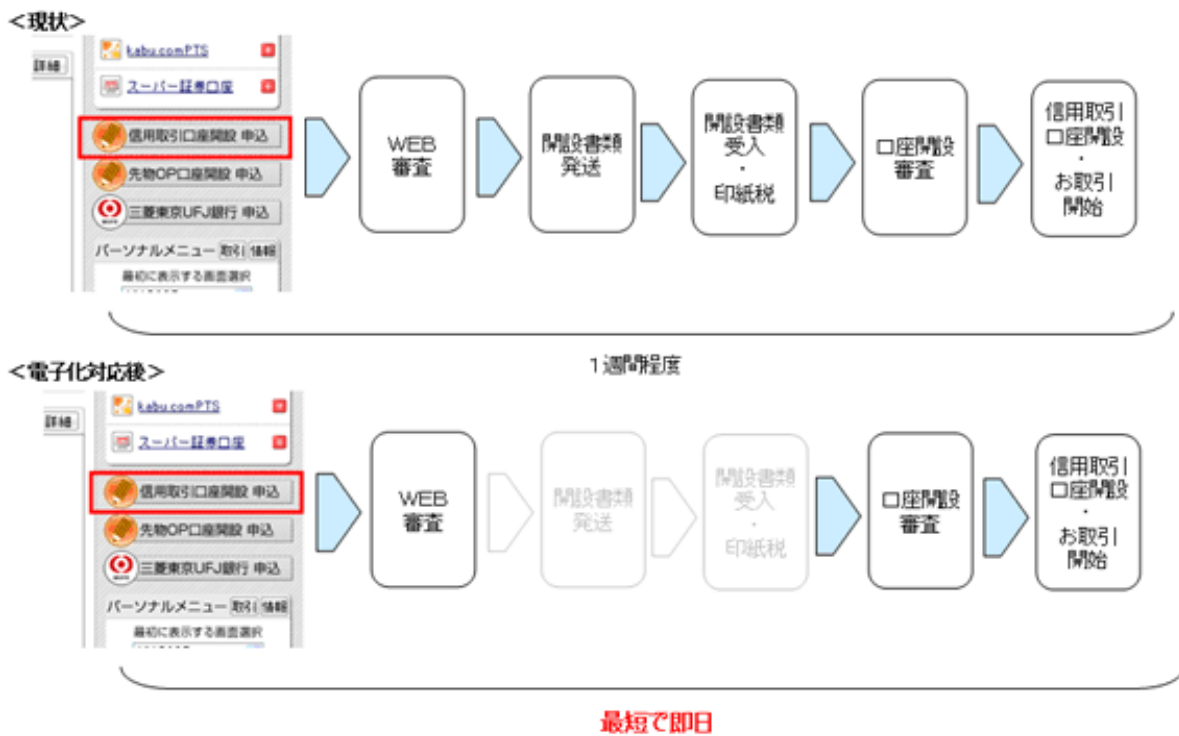 ＜現状＞
詳細
kabu.comPTS
スーパー証券口座
信用取引口座開設 申込
先物OP口座開設 申込
三菱東京UFJ銀行 申込
パーソナルメニュー 取引 情報
最初に表示する画面選択
WEB
審査
開設書類
発送
開設書類
受入
・
印紙税
口座開設
審査
信用取引
口座開設
・
お取引
開始
１週間程度
＜電子化対応後＞
詳細
kabu.comPTS
スーパー証券口座
信用取引口座開設 申込
先物OP口座開設 申込
三菱東京UFJ銀行 申込
パーソナルメニュー 取引 情報
最初に表示する画面選択
WEB
審査
開設書類
発送
開設書類
受入
・
印紙税
口座開設
審査
信用取引
口座開設
・
お取引
開始
最短で即日